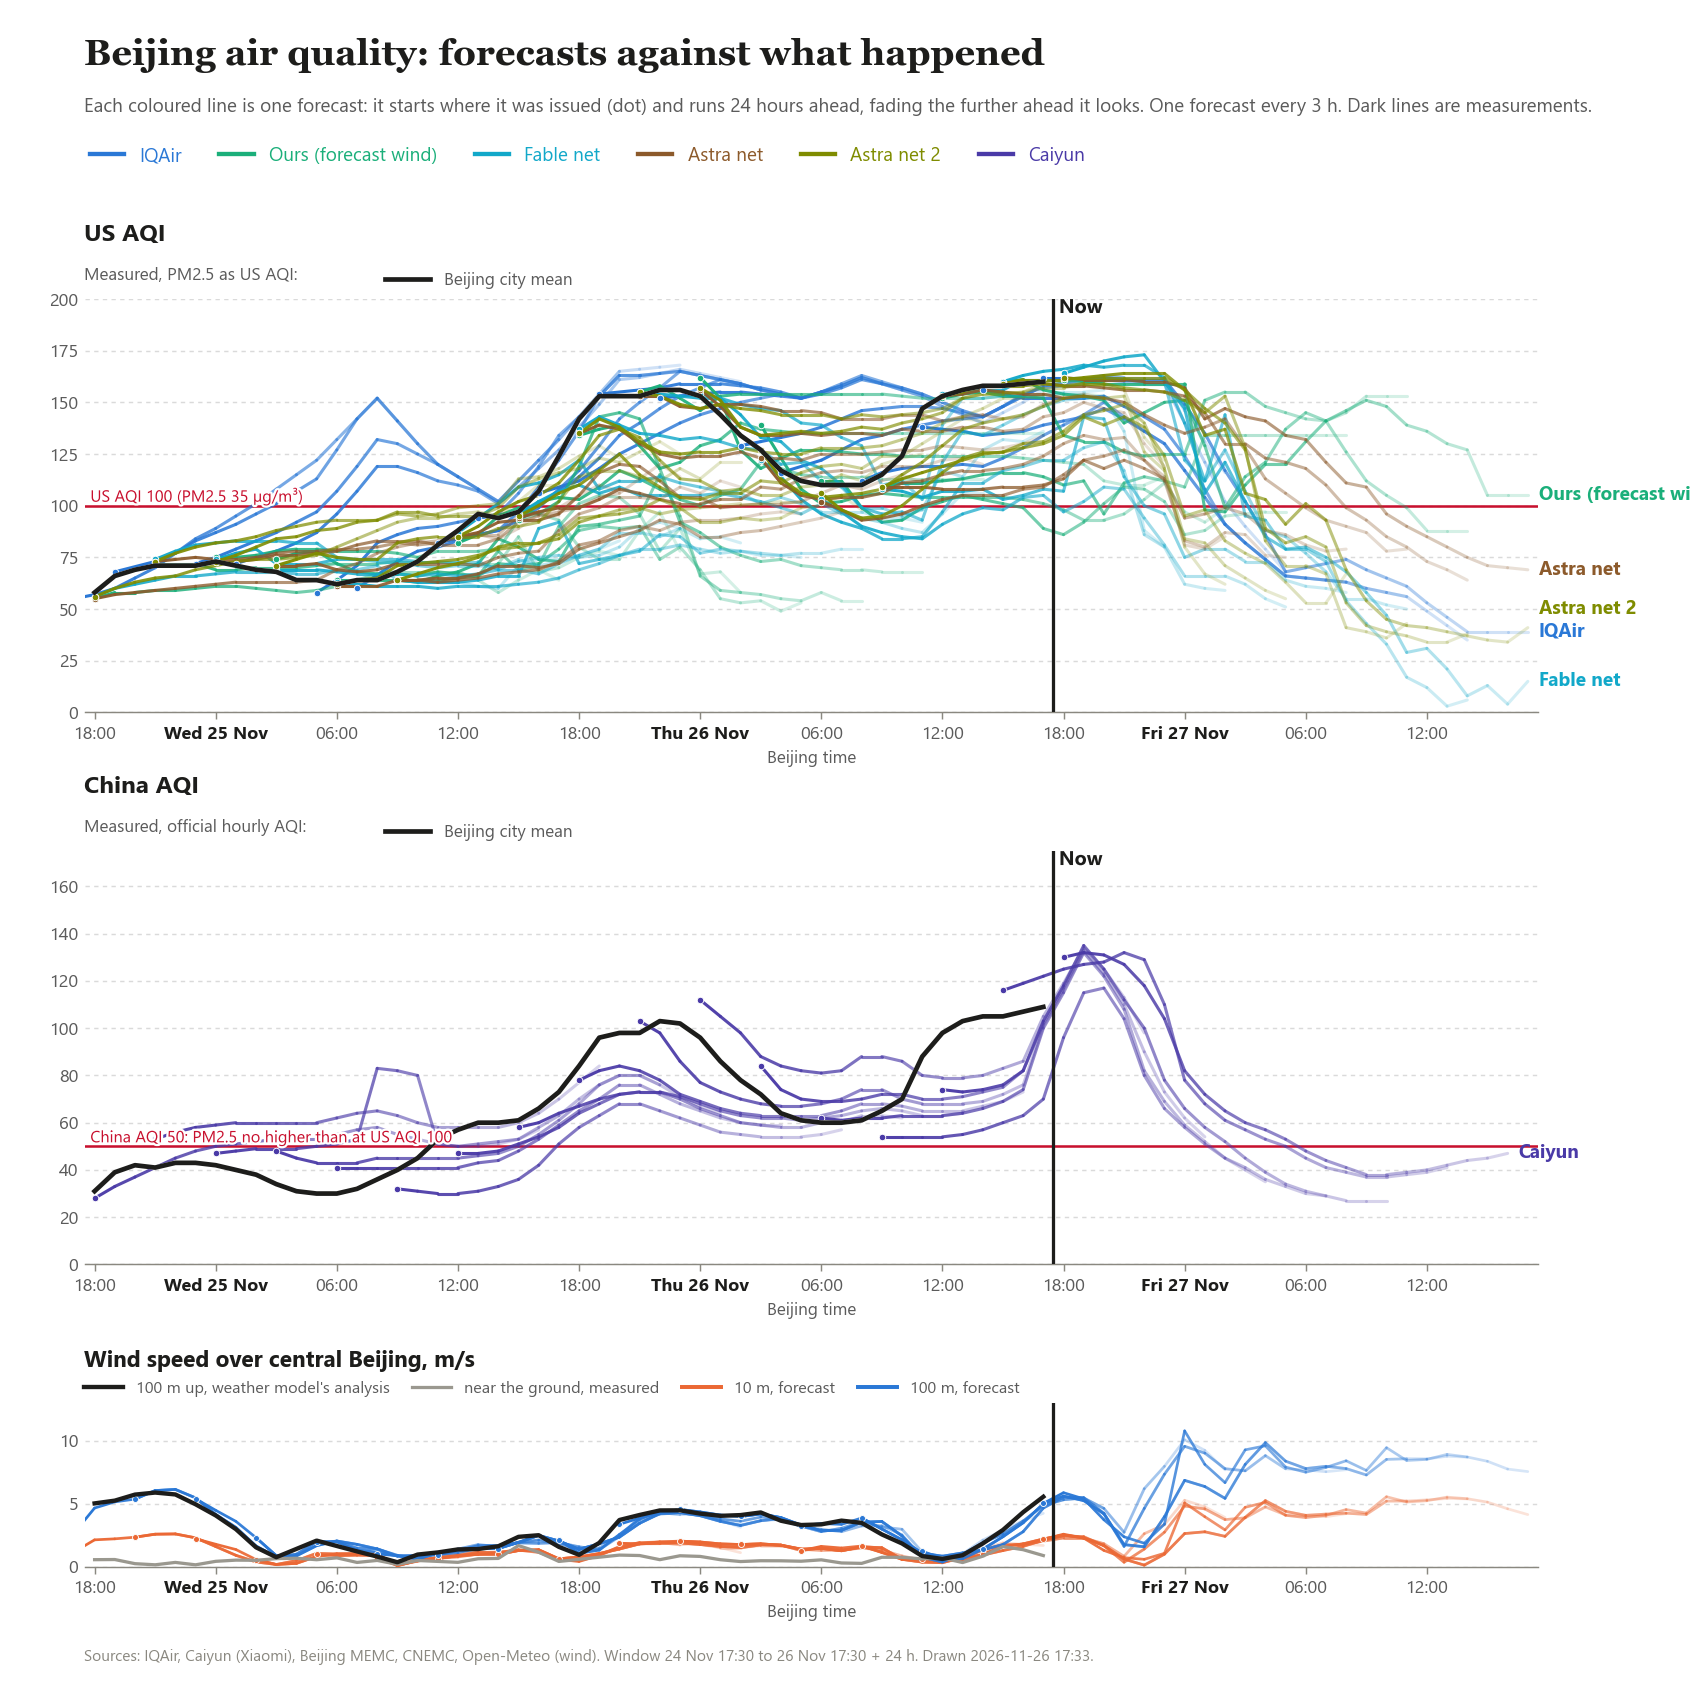 Beijing air quality: forecasts against what happened
Each coloured line is one forecast: it starts where it was issued (dot) and runs 24 hours ahead, fading the further ahead it looks. One forecast every 3 h. Dark lines are measurements.
IQAir Ours (forecast wind) Fable net Astra net Astra net 2 Caiyun
US AQI
Measured, PM2.5 as US AQI: Beijing city mean
200
Now
175
150
125
US AQI 100 (PM2.5 35 µg/m³)
100
Ours (forecast wi
75
Astra net
50
Astra net 2
IQAir
25
Fable net
0
18:00 Wed 25 Nov 06:00 12:00 18:00 Thu 26 Nov 06:00 12:00 18:00 Fri 27 Nov 06:00 12:00
Beijing time
China AQI
Measured, official hourly AQI: Beijing city mean
Now
160
140
120
100
80
60
China AQI 50: PM2.5 no higher than at US AQI 100
Caiyun
40
20
0
18:00 Wed 25 Nov 06:00 12:00 18:00 Thu 26 Nov 06:00 12:00 18:00 Fri 27 Nov 06:00 12:00
Beijing time
Wind speed over central Beijing, m/s
100 m up, weather model's analysis near the ground, measured 10 m, forecast 100 m, forecast
10
5
0
18:00 Wed 25 Nov 06:00 12:00 18:00 Thu 26 Nov 06:00 12:00 18:00 Fri 27 Nov 06:00 12:00
Beijing time
Sources: IQAir, Caiyun (Xiaomi), Beijing MEMC, CNEMC, Open-Meteo (wind). Window 24 Nov 17:30 to 26 Nov 17:30 + 24 h. Drawn 2026-11-26 17:33.